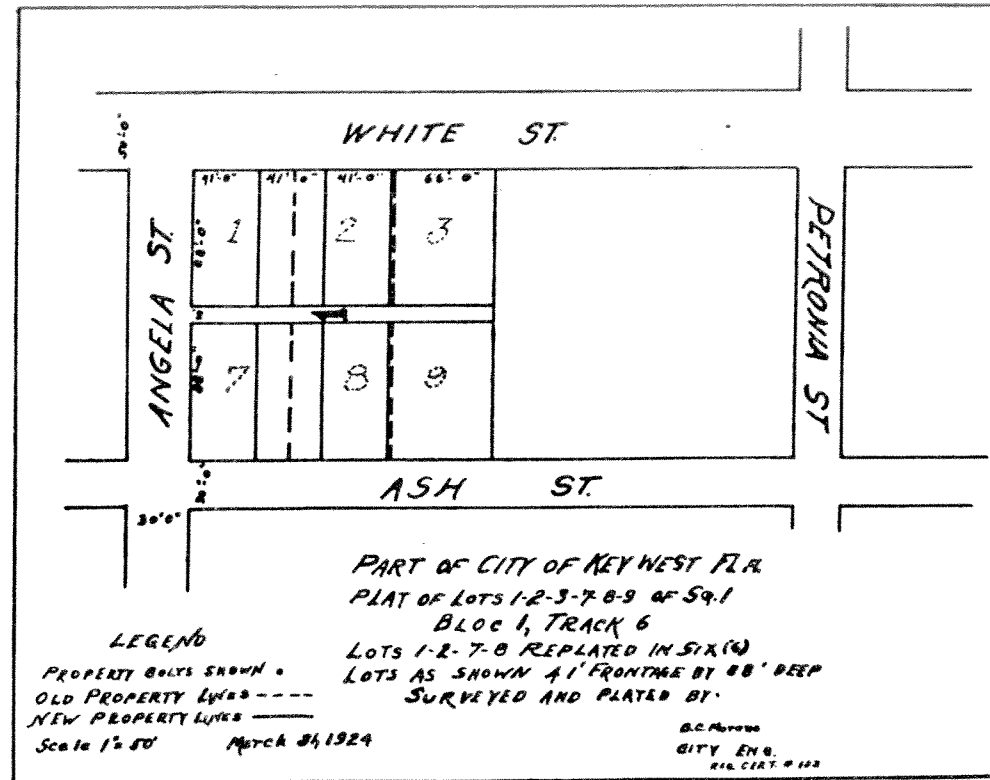 50'-0"
WHITE ST.
41'-0" 41'-0" 41'-0" 66'-0"
1 2 3
ANGELA ST.
PETRONIA ST
7 8 9
ASH ST.
30'0"
PART OF CITY OF KEY WEST FLA.
PLAT OF LOTS 1-2-3-7-8-9 OF SQ. 1
BLOC 1, TRACK 6
LOTS 1-2-7-8 REPLATED IN SIX (6)
LOTS AS SHOWN 41' FRONTAGE BY 88' DEEP
SURVEYED AND PLATED BY.
LEGEND
PROPERTY BOLTS SHOWN
OLD PROPERTY LINES ----
NEW PROPERTY LINES ——
Scale 1"= 50' March 1924
B.C.
CITY ENG.
REG. CERT. #